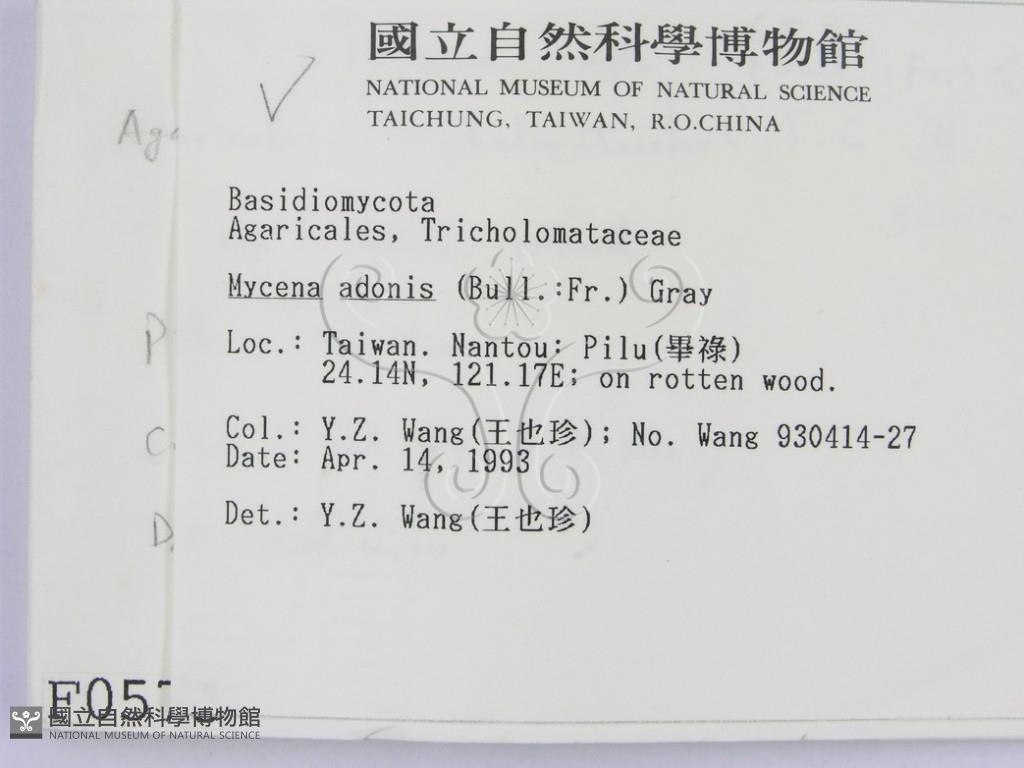 國立自然科學博物館
NATIONAL MUSEUM OF NATURAL SCIENCE
TAICHUNG, TAIWAN, R.O.CHINA
Basidiomycota
Agaricales, Tricholomataceae
Mycena adonis (Bull.:Fr.) Gray
Loc.: Taiwan. Nantou: Pilu(畢祿)
24.14N, 121.17E; on rotten wood.
Col.: Y.Z. Wang(王也珍); No. Wang 930414-27
Date: Apr. 14, 1993
Det.: Y.Z. Wang(王也珍)
國立自然科學博物館
NATIONAL MUSEUM OF NATURAL SCIENCE